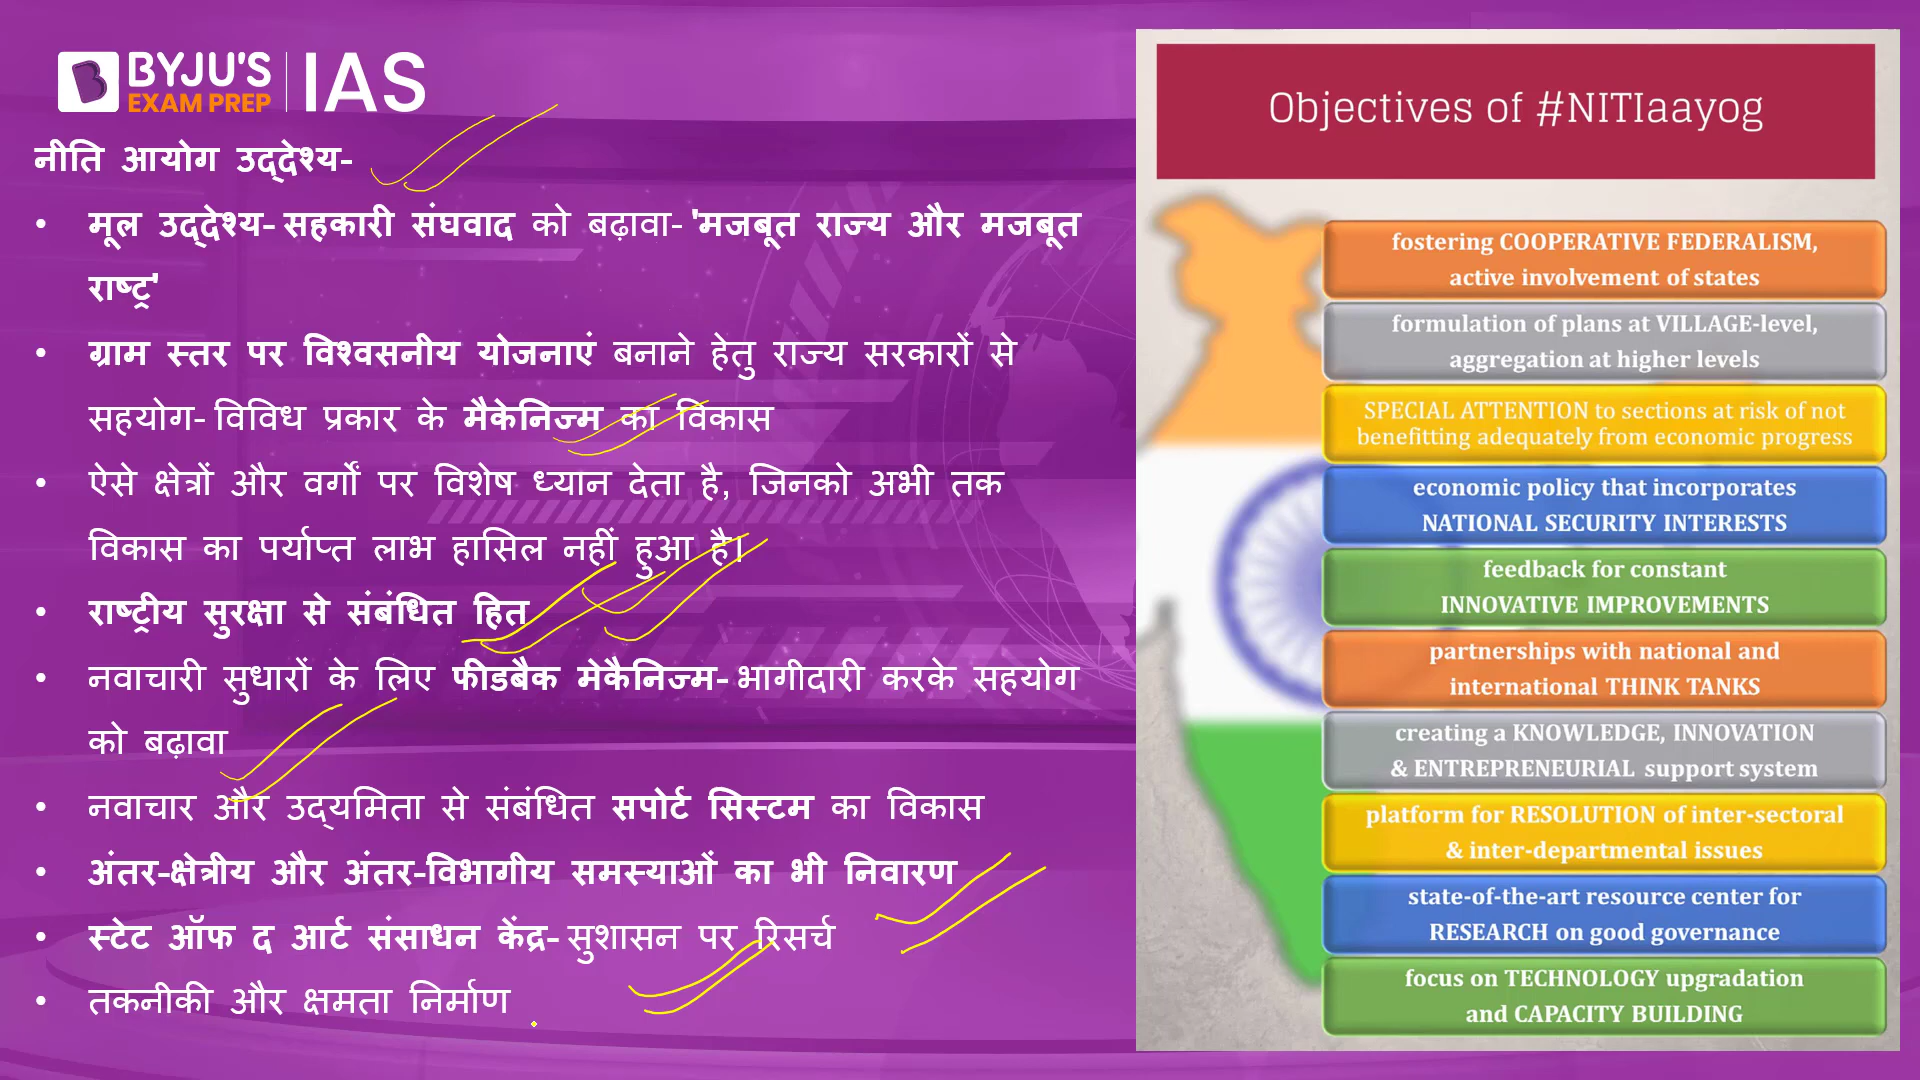 BYJU'S
EXAM PREP
IAS
नीति आयोग उद्देश्य-
• मूल उद्देश्य- सहकारी संघवाद को बढ़ावा- 'मजबूत राज्य और मजबूत
राष्ट्र'
• ग्राम स्तर पर विश्वसनीय योजनाएं बनाने हेतु राज्य सरकारों से
सहयोग- विविध प्रकार के मैकेनिज्म का विकास
• ऐसे क्षेत्रों और वर्गों पर विशेष ध्यान देता है, जिनको अभी तक
विकास का पर्याप्त लाभ हासिल नहीं हुआ है।
• राष्ट्रीय सुरक्षा से संबंधित हित
• नवाचारी सुधारों के लिए फीडबैक मेकैनिज्म- भागीदारी करके सहयोग
को बढ़ावा
• नवाचार और उद्यमिता से संबंधित सपोर्ट सिस्टम का विकास
• अंतर-क्षेत्रीय और अंतर-विभागीय समस्याओं का भी निवारण
• स्टेट ऑफ द आर्ट संसाधन केंद्र- सुशासन पर रिसर्च
• तकनीकी और क्षमता निर्माण
Objectives of #NITIaayog
fostering COOPERATIVE FEDERALISM,
active involvement of states
formulation of plans at VILLAGE-level,
aggregation at higher levels
SPECIAL ATTENTION to sections at risk of not
benefitting adequately from economic progress
economic policy that incorporates
NATIONAL SECURITY INTERESTS
feedback for constant
INNOVATIVE IMPROVEMENTS
partnerships with national and
international THINK TANKS
creating a KNOWLEDGE, INNOVATION
& ENTREPRENEURIAL support system
platform for RESOLUTION of inter-sectoral
& inter-departmental issues
state-of-the-art resource center for
RESEARCH on good governance
focus on TECHNOLOGY upgradation
and CAPACITY BUILDING